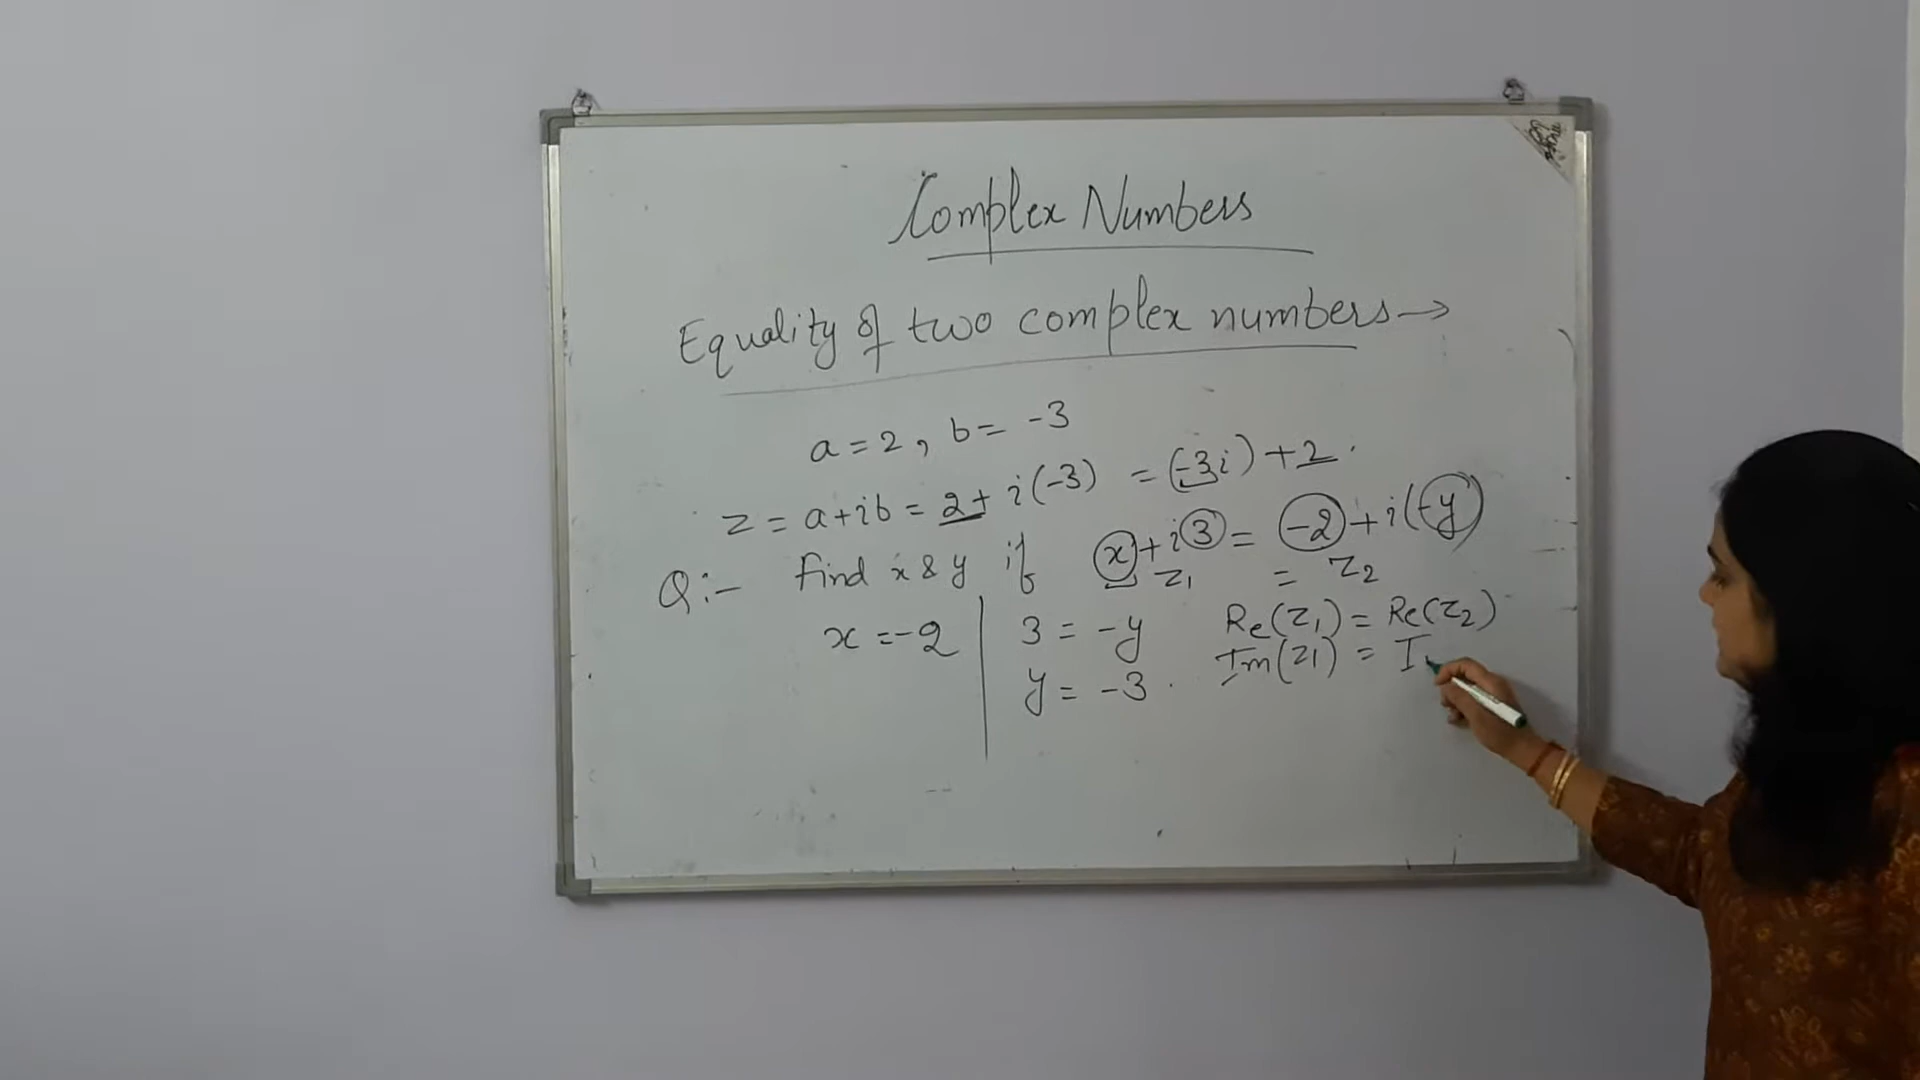 Complex Numbers
Equality of two complex numbers →
a = 2, b = -3
z = a+ib = 2+ i(-3) = (-3i) +2.
Q:- Find x & y if x+i3 = -2+i(-y)
z1 = z2
x = -2
3 = -y
y = -3.
Re(z1) = Re(z2)
Im(z1) = I